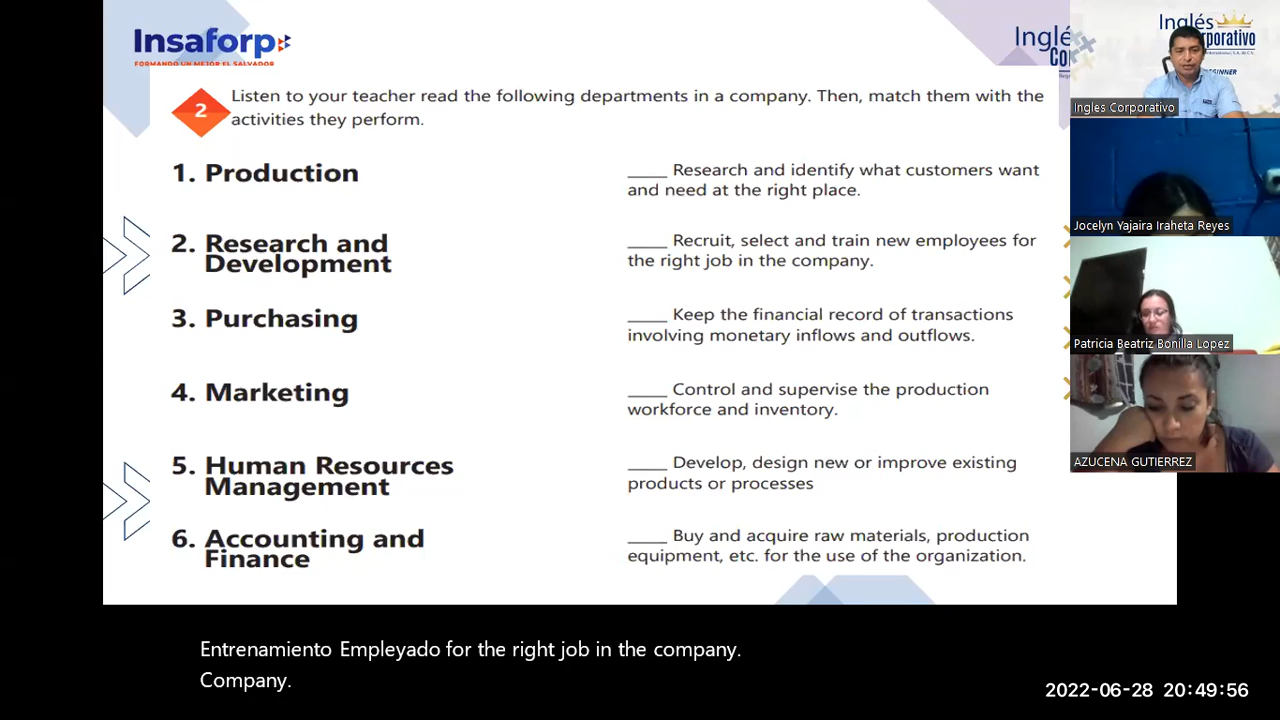 Insaforp
FORMANDO UN MEJOR EL SALVADOR
Inglés
2
Listen to your teacher read the following departments in a company. Then, match them with the
activities they perform.
1. Production
2. Research and
Development
3. Purchasing
4. Marketing
5. Human Resources
Management
6. Accounting and
Finance
____ Research and identify what customers want
and need at the right place.
____ Recruit, select and train new employees for
the right job in the company.
____ Keep the financial record of transactions
involving monetary inflows and outflows.
____ Control and supervise the production
workforce and inventory.
____ Develop, design new or improve existing
products or processes
____ Buy and acquire raw materials, production
equipment, etc. for the use of the organization.
Ingles Corporativo
Jocelyn Yajaira Iraheta Reyes
Patricia Beatriz Bonilla Lopez
AZUCENA GUTIERREZ
Entrenamiento Empleyado for the right job in the company.
Company.
2022-06-28 20:49:56